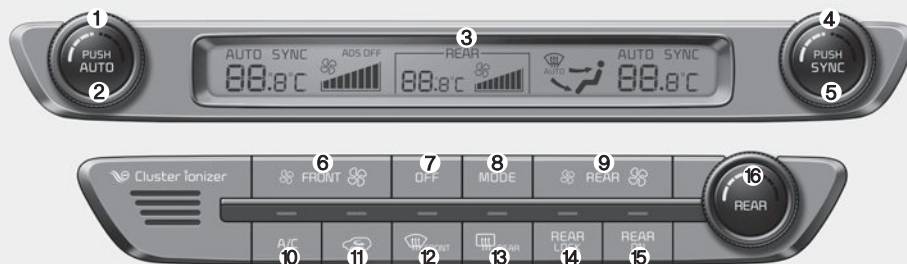 ① ④
PUSH AUTO
②
③
AUTO SYNC ADS OFF
88.8°C
REAR
88.8°C
AUTO
AUTO SYNC
88.8°C
PUSH SYNC
⑤
⑥ ⑦ ⑧ ⑨
Cluster Ionizer FRONT OFF MODE REAR
⑯
REAR
A/C FRONT REAR REAR LOCK REAR ON
⑩ ⑪ ⑫ ⑬ ⑭ ⑮